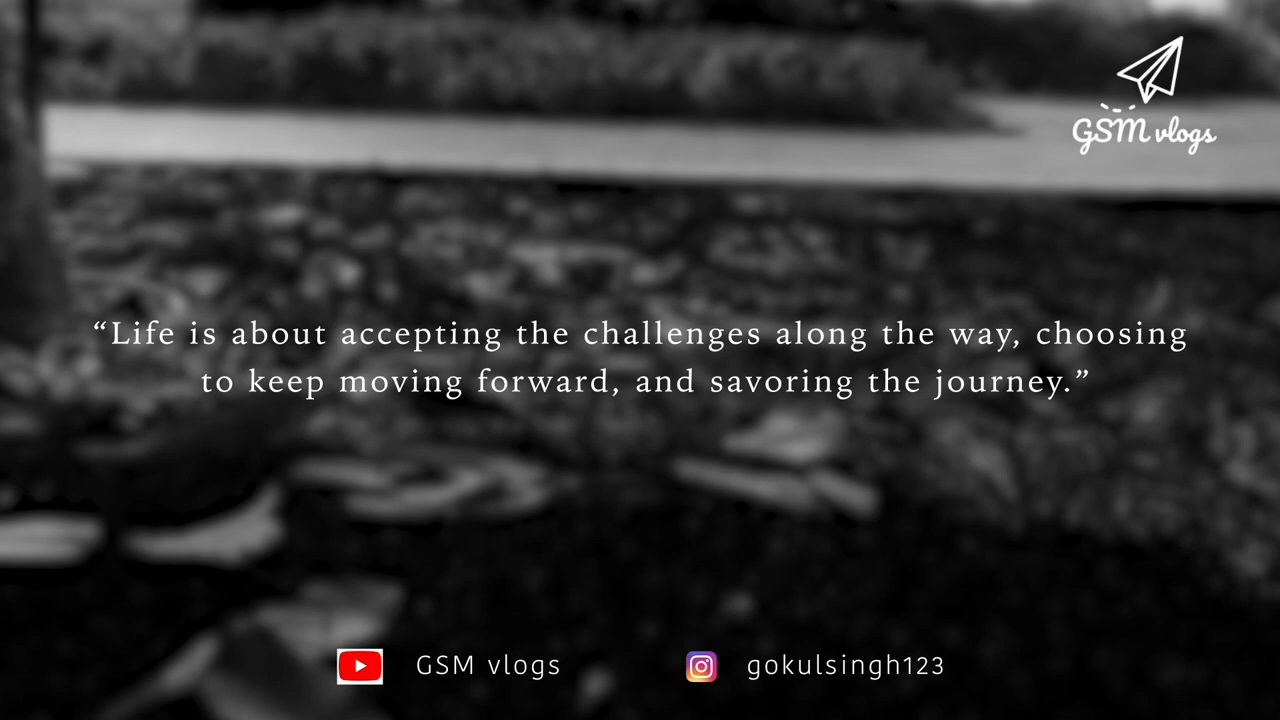 GSM vlogs
“Life is about accepting the challenges along the way, choosing
to keep moving forward, and savoring the journey.”
GSM vlogs
gokulsingh123